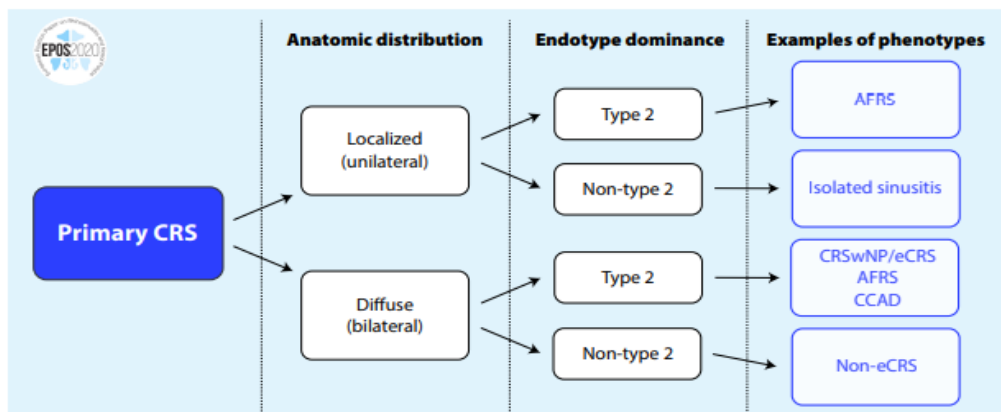 EPOS2020
Anatomic distribution
Endotype dominance
Examples of phenotypes
Primary CRS
Localized
(unilateral)
Type 2
AFRS
Non-type 2
Isolated sinusitis
Diffuse
(bilateral)
Type 2
CRSwNP/eCRS
AFRS
CCAD
Non-type 2
Non-eCRS